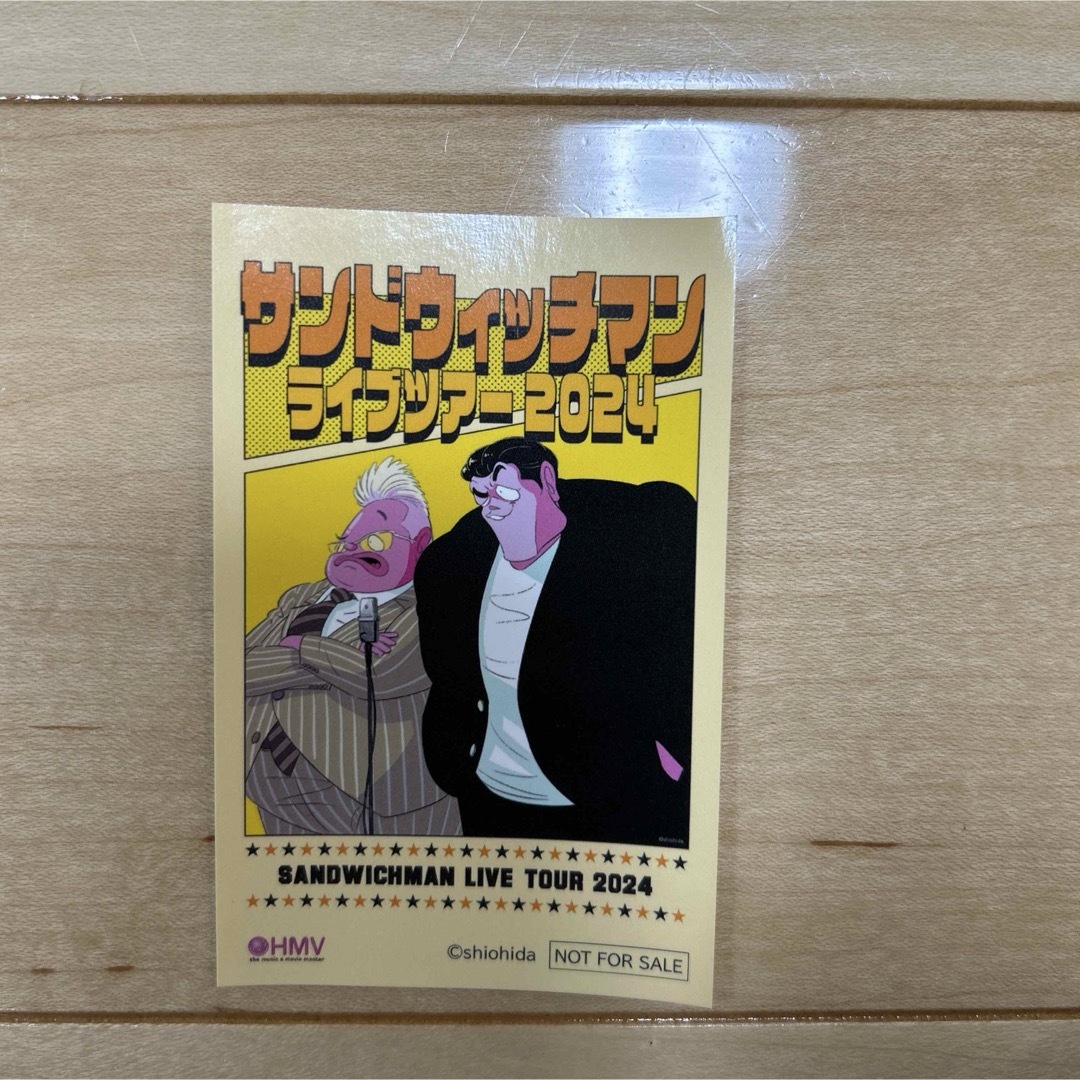 サンドウィッチマン
ライブツアー2024
©shiohida
SANDWICHMAN LIVE TOUR 2024
HMV
the music & movie master
©shiohida
NOT FOR SALE